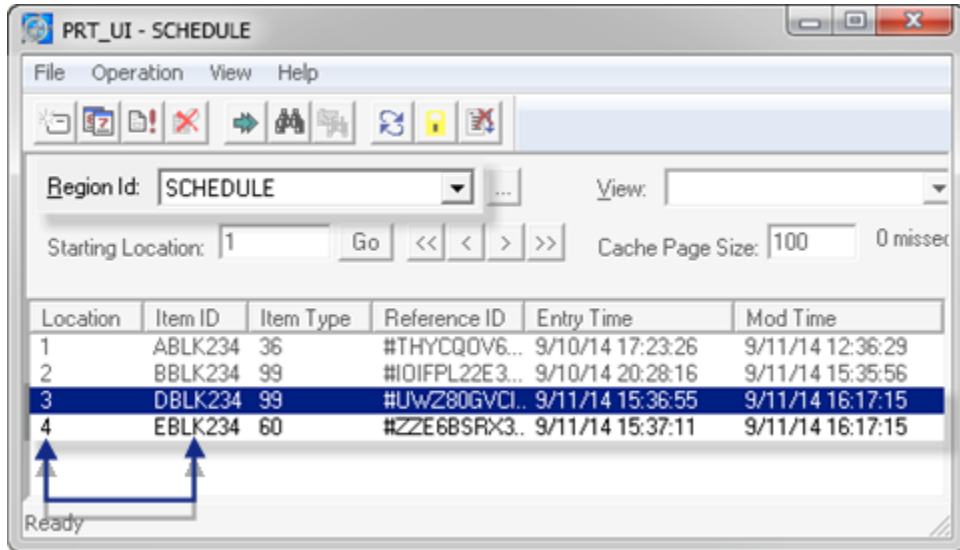 PRT_UI - SCHEDULE
File Operation View Help
Region Id: SCHEDULE ... View:
Starting Location: 1 Go << < > >> Cache Page Size: 100 0 missed
Location Item ID Item Type Reference ID Entry Time Mod Time
1 ABLK234 36 #THYCQOV6... 9/10/14 17:23:26 9/11/14 12:36:29
2 BBLK234 99 #IOIFPL22E3... 9/10/14 20:28:16 9/11/14 15:35:56
3 DBLK234 99 #UWZ80GVCI... 9/11/14 15:36:55 9/11/14 16:17:15
4 EBLK234 60 #ZZE6BSRX3... 9/11/14 15:37:11 9/11/14 16:17:15
Ready